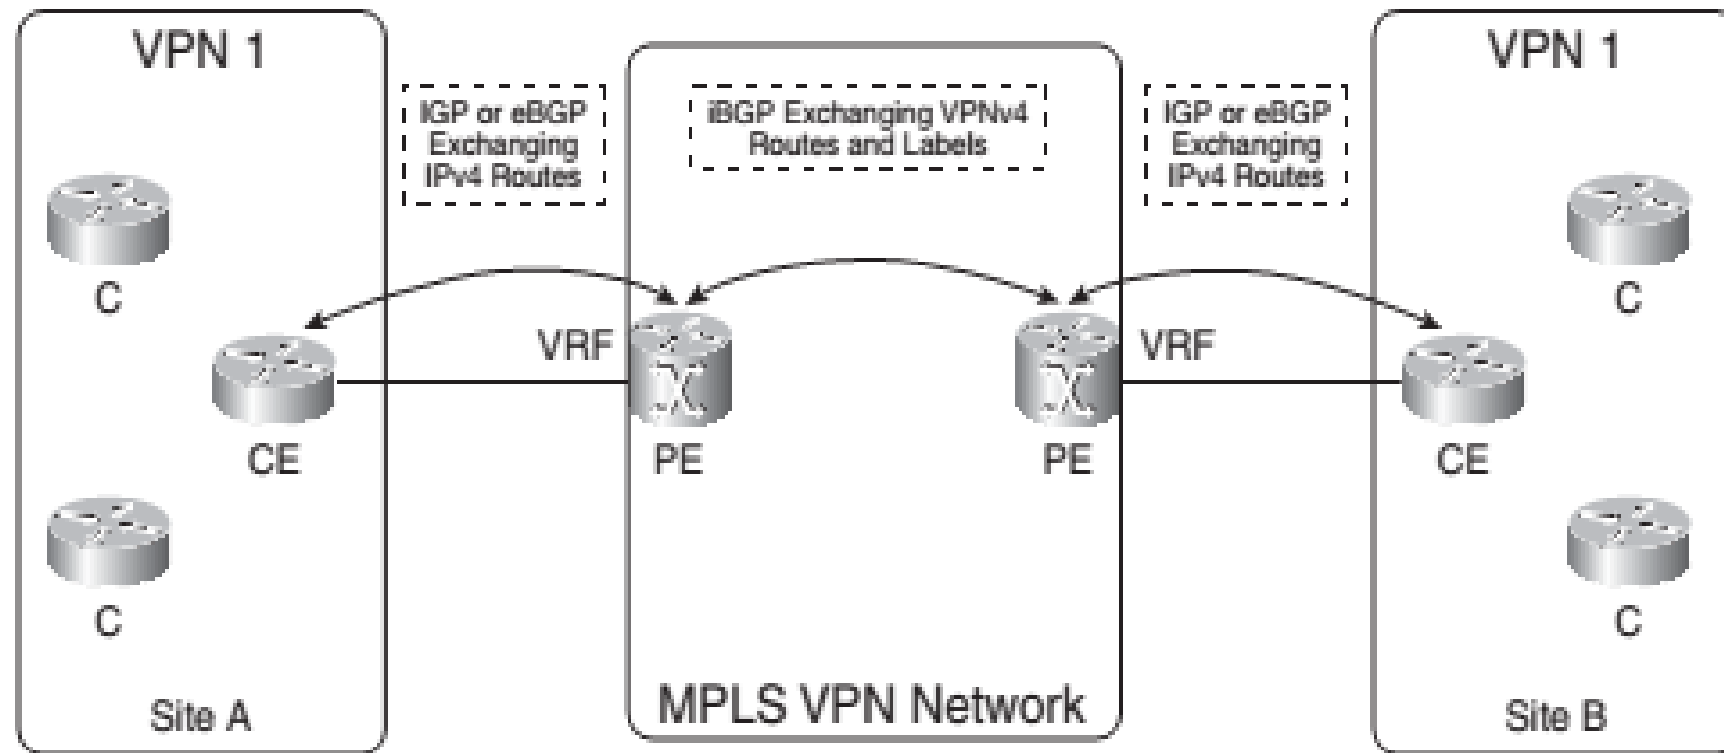 VPN 1
VPN 1
IGP or eBGP
Exchanging
IPv4 Routes
iBGP Exchanging VPNv4
Routes and Labels
IGP or eBGP
Exchanging
IPv4 Routes
C
C
VRF
VRF
CE
PE
PE
CE
C
C
Site A
MPLS VPN Network
Site B